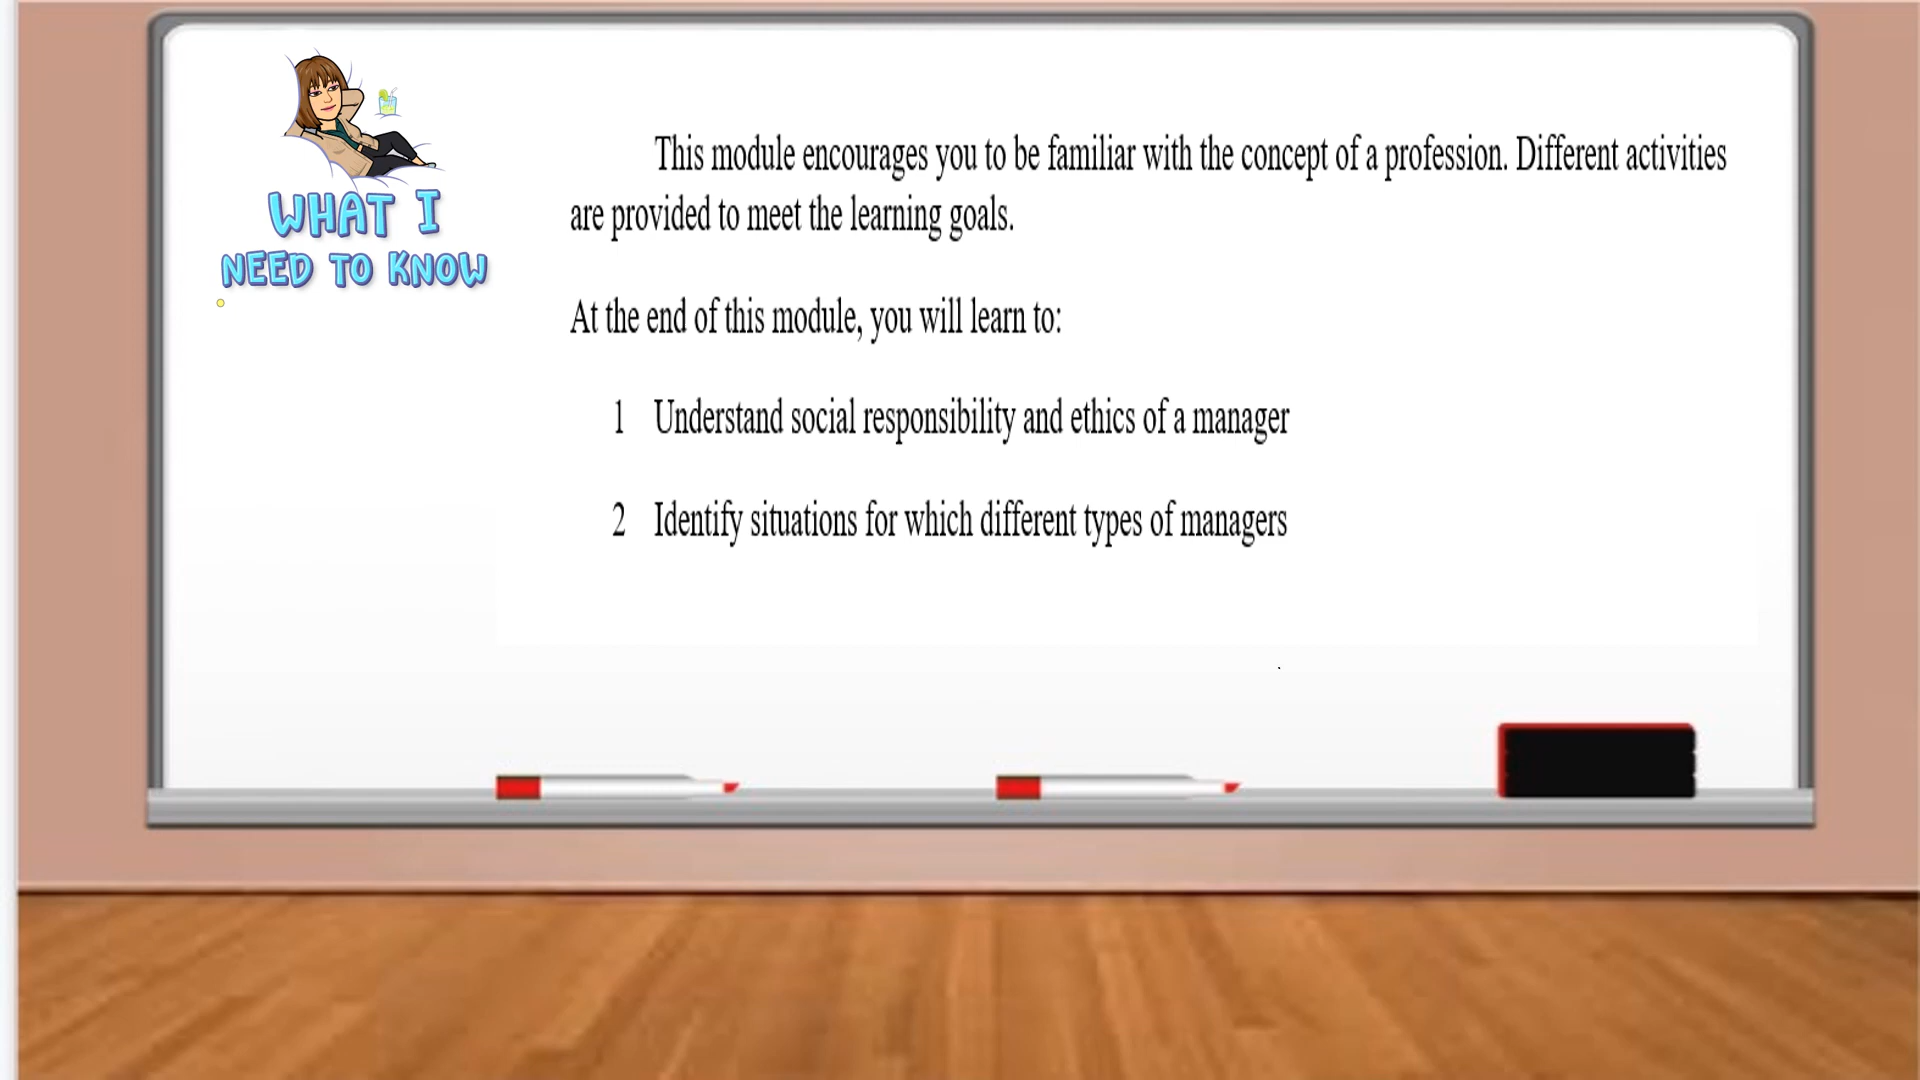 WHAT I
NEED TO KNOW
This module encourages you to be familiar with the concept of a profession. Different activities
are provided to meet the learning goals.
At the end of this module, you will learn to:
1 Understand social responsibility and ethics of a manager
2 Identify situations for which different types of managers
.